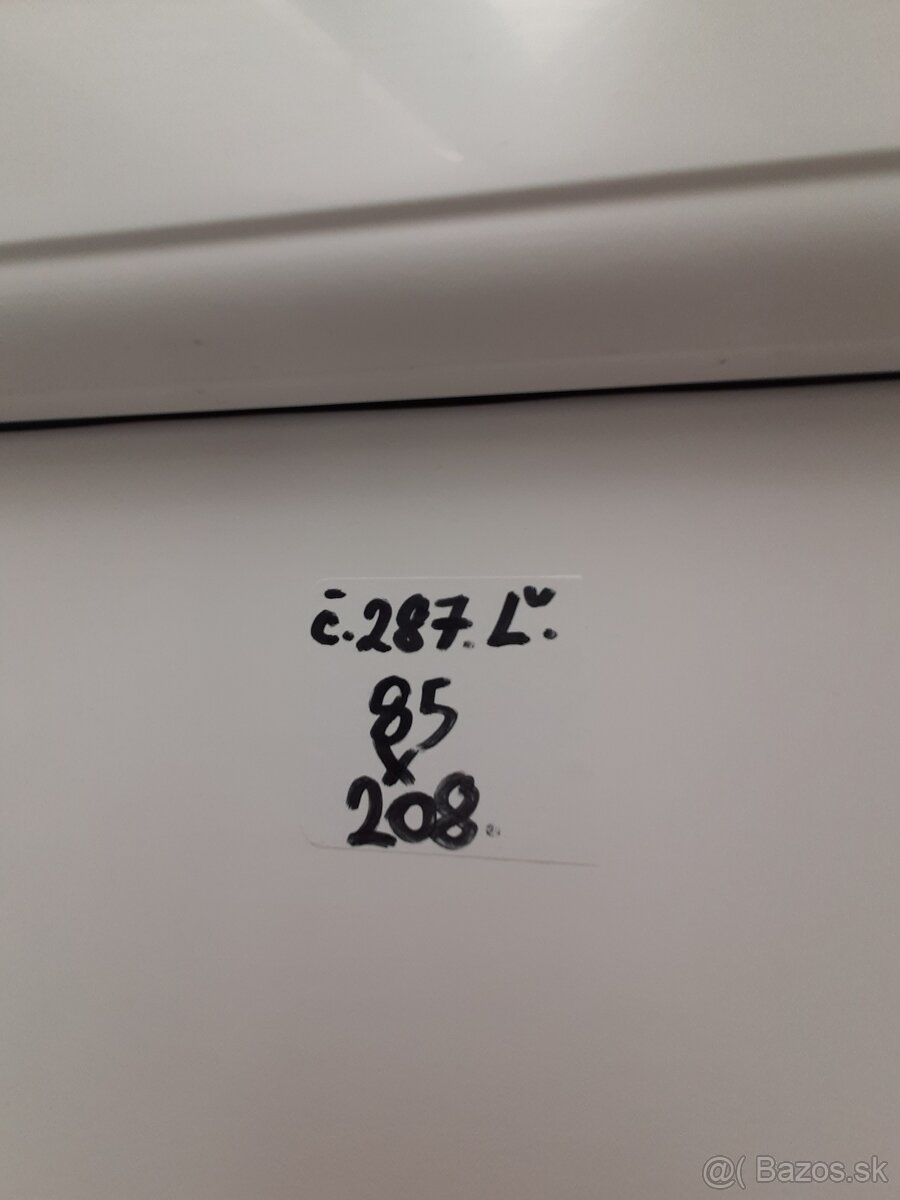 č.287. Ľ.
85
x
208.
@( Bazos.sk